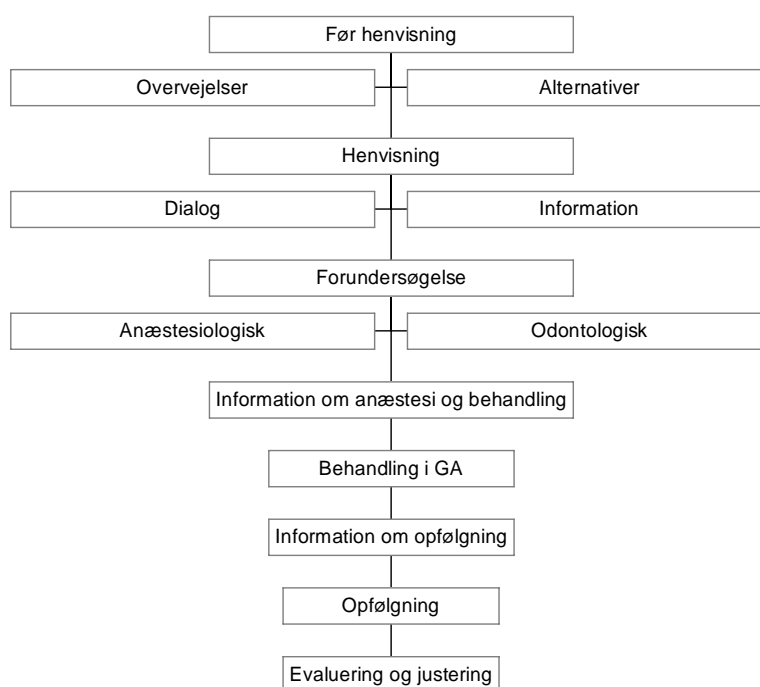 Før henvisning
Overvejelser
Alternativer
Henvisning
Dialog
Information
Forundersøgelse
Anæstesiologisk
Odontologisk
Information om anæstesi og behandling
Behandling i GA
Information om opfølgning
Opfølgning
Evaluering og justering